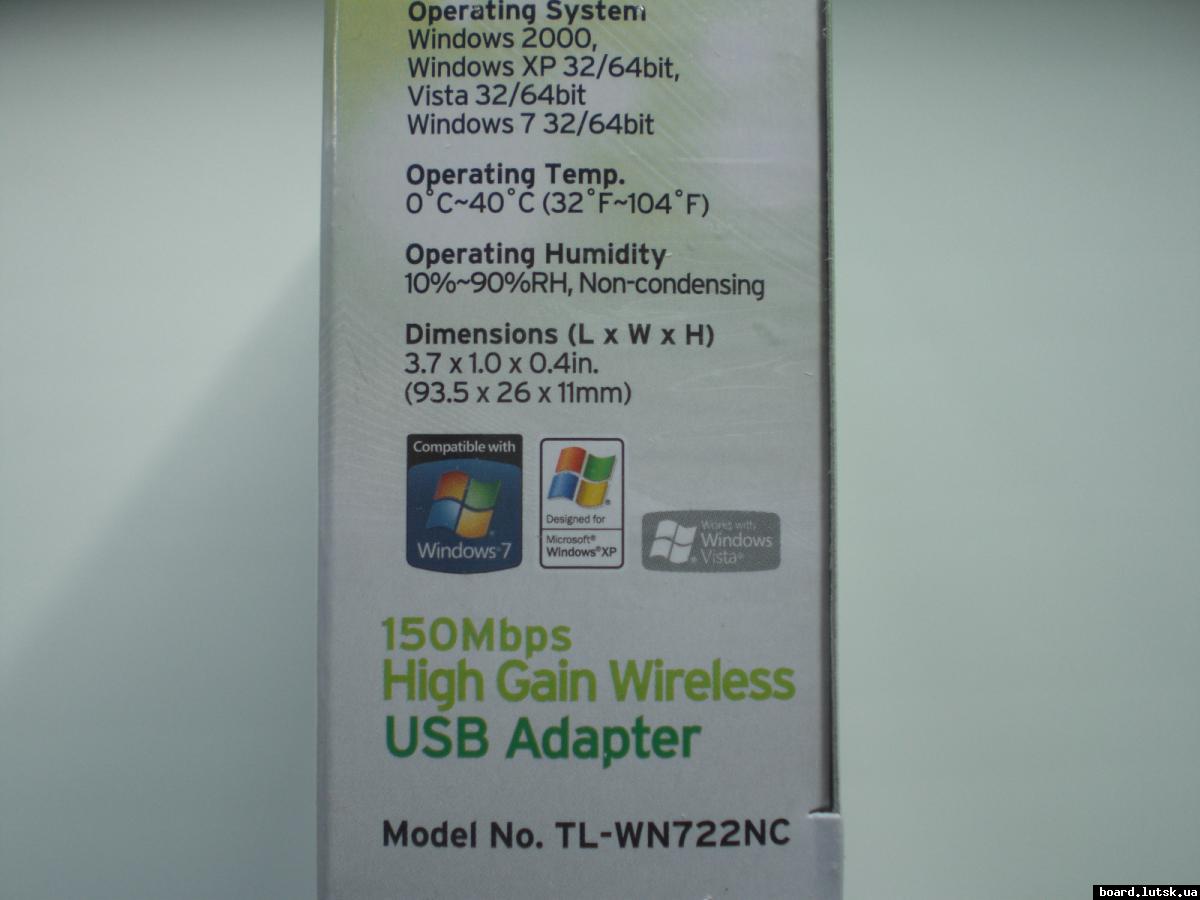 Operating System
Windows 2000,
Windows XP 32/64bit,
Vista 32/64bit
Windows 7 32/64bit
Operating Temp.
0°C~40°C (32°F~104°F)
Operating Humidity
10%~90%RH, Non-condensing
Dimensions (L x W x H)
3.7 x 1.0 x 0.4in.
(93.5 x 26 x 11mm)
Compatible with
Windows® 7
Designed for
Microsoft®
Windows®XP
Works with
Windows
Vista®
150Mbps
High Gain Wireless
USB Adapter
Model No. TL-WN722NC
board.lutsk.ua